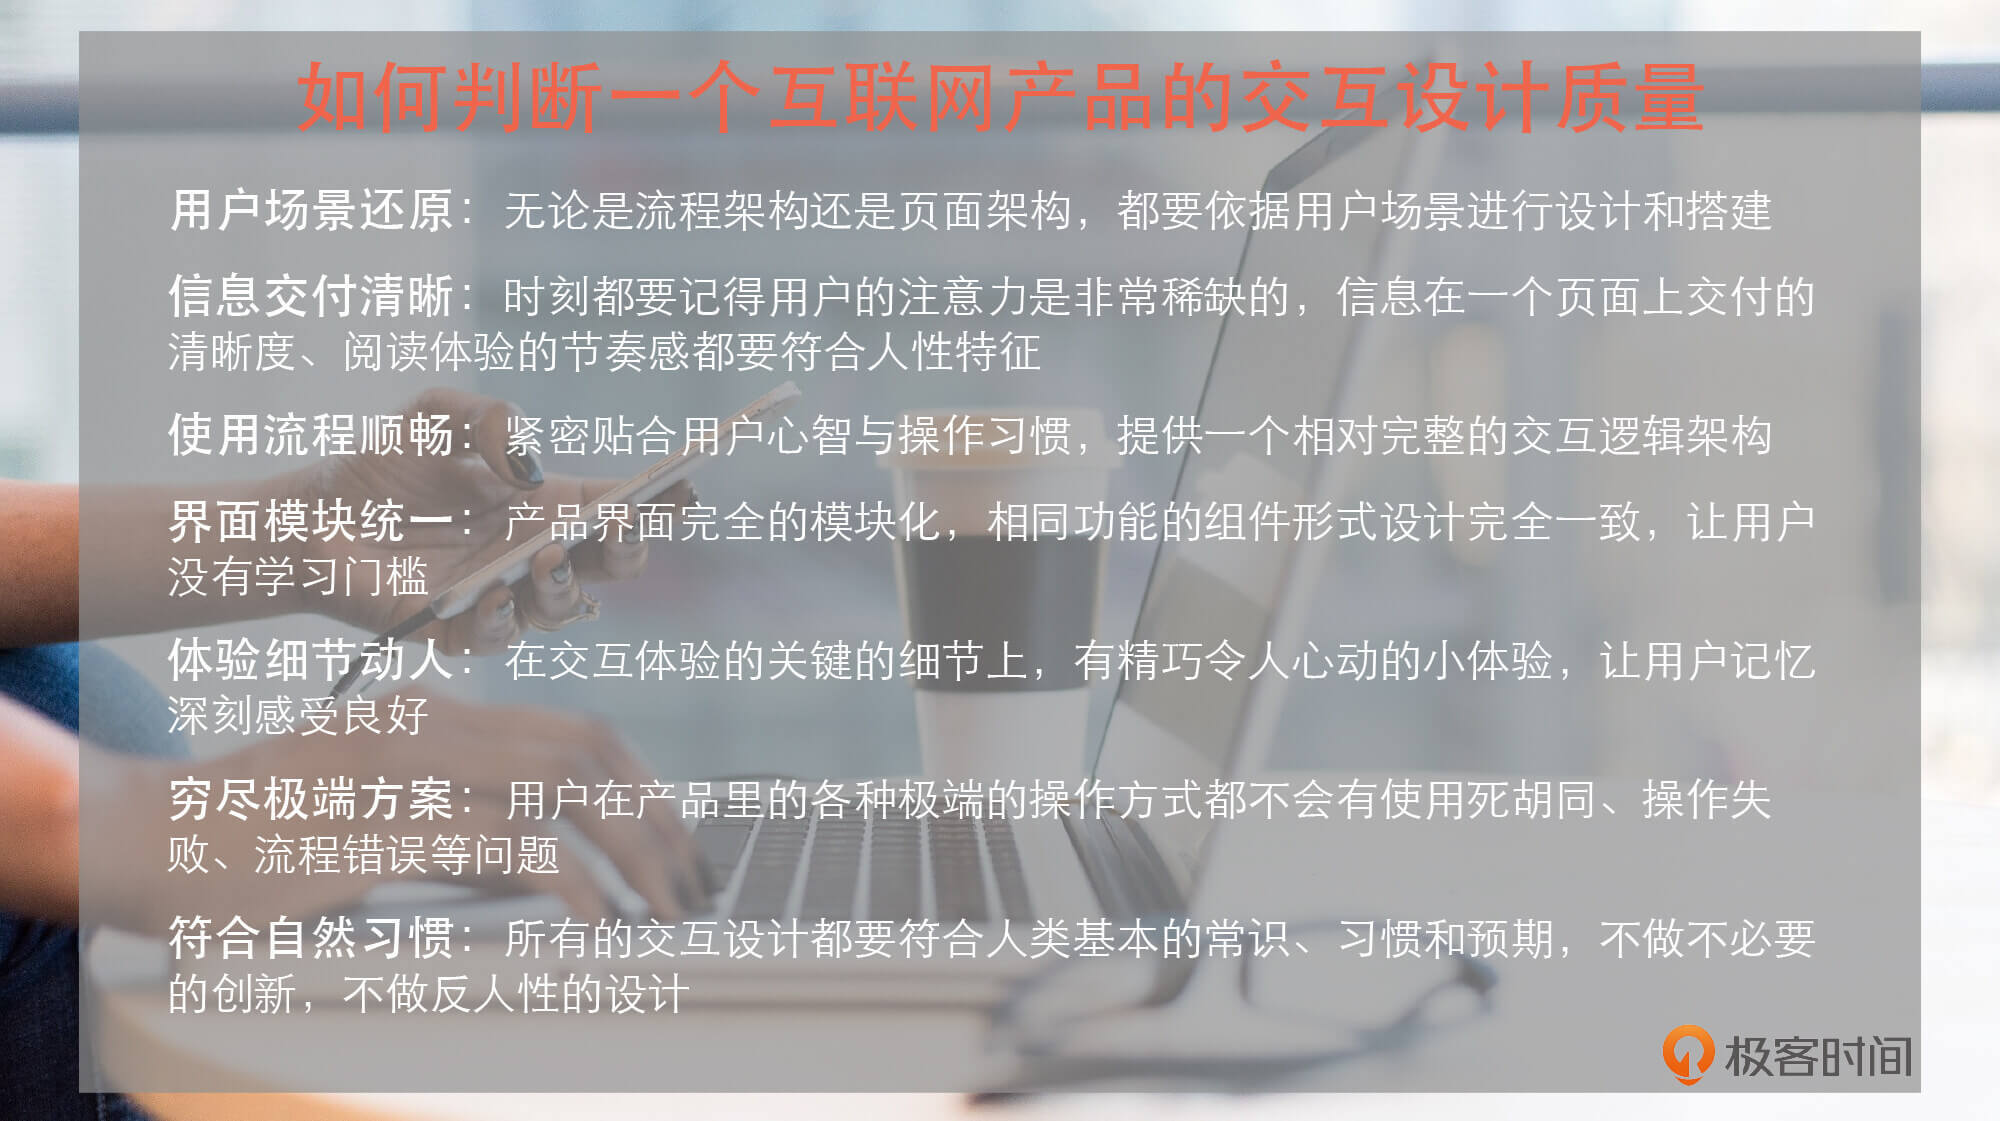 如何判断一个互联网产品的交互设计质量
用户场景还原：无论是流程架构还是页面架构，都要依据用户场景进行设计和搭建
信息交付清晰：时刻都要记得用户的注意力是非常稀缺的，信息在一个页面上交付的
清晰度、阅读体验的节奏感都要符合人性特征
使用流程顺畅：紧密贴合用户心智与操作习惯，提供一个相对完整的交互逻辑架构
界面模块统一：产品界面完全的模块化，相同功能的组件形式设计完全一致，让用户
没有学习门槛
体验细节动人：在交互体验的关键的细节上，有精巧令人心动的小体验，让用户记忆
深刻感受良好
穷尽极端方案：用户在产品里的各种极端的操作方式都不会有使用死胡同、操作失
败、流程错误等问题
符合自然习惯：所有的交互设计都要符合人类基本的常识、习惯和预期，不做不必要
的创新，不做反人性的设计
极客时间